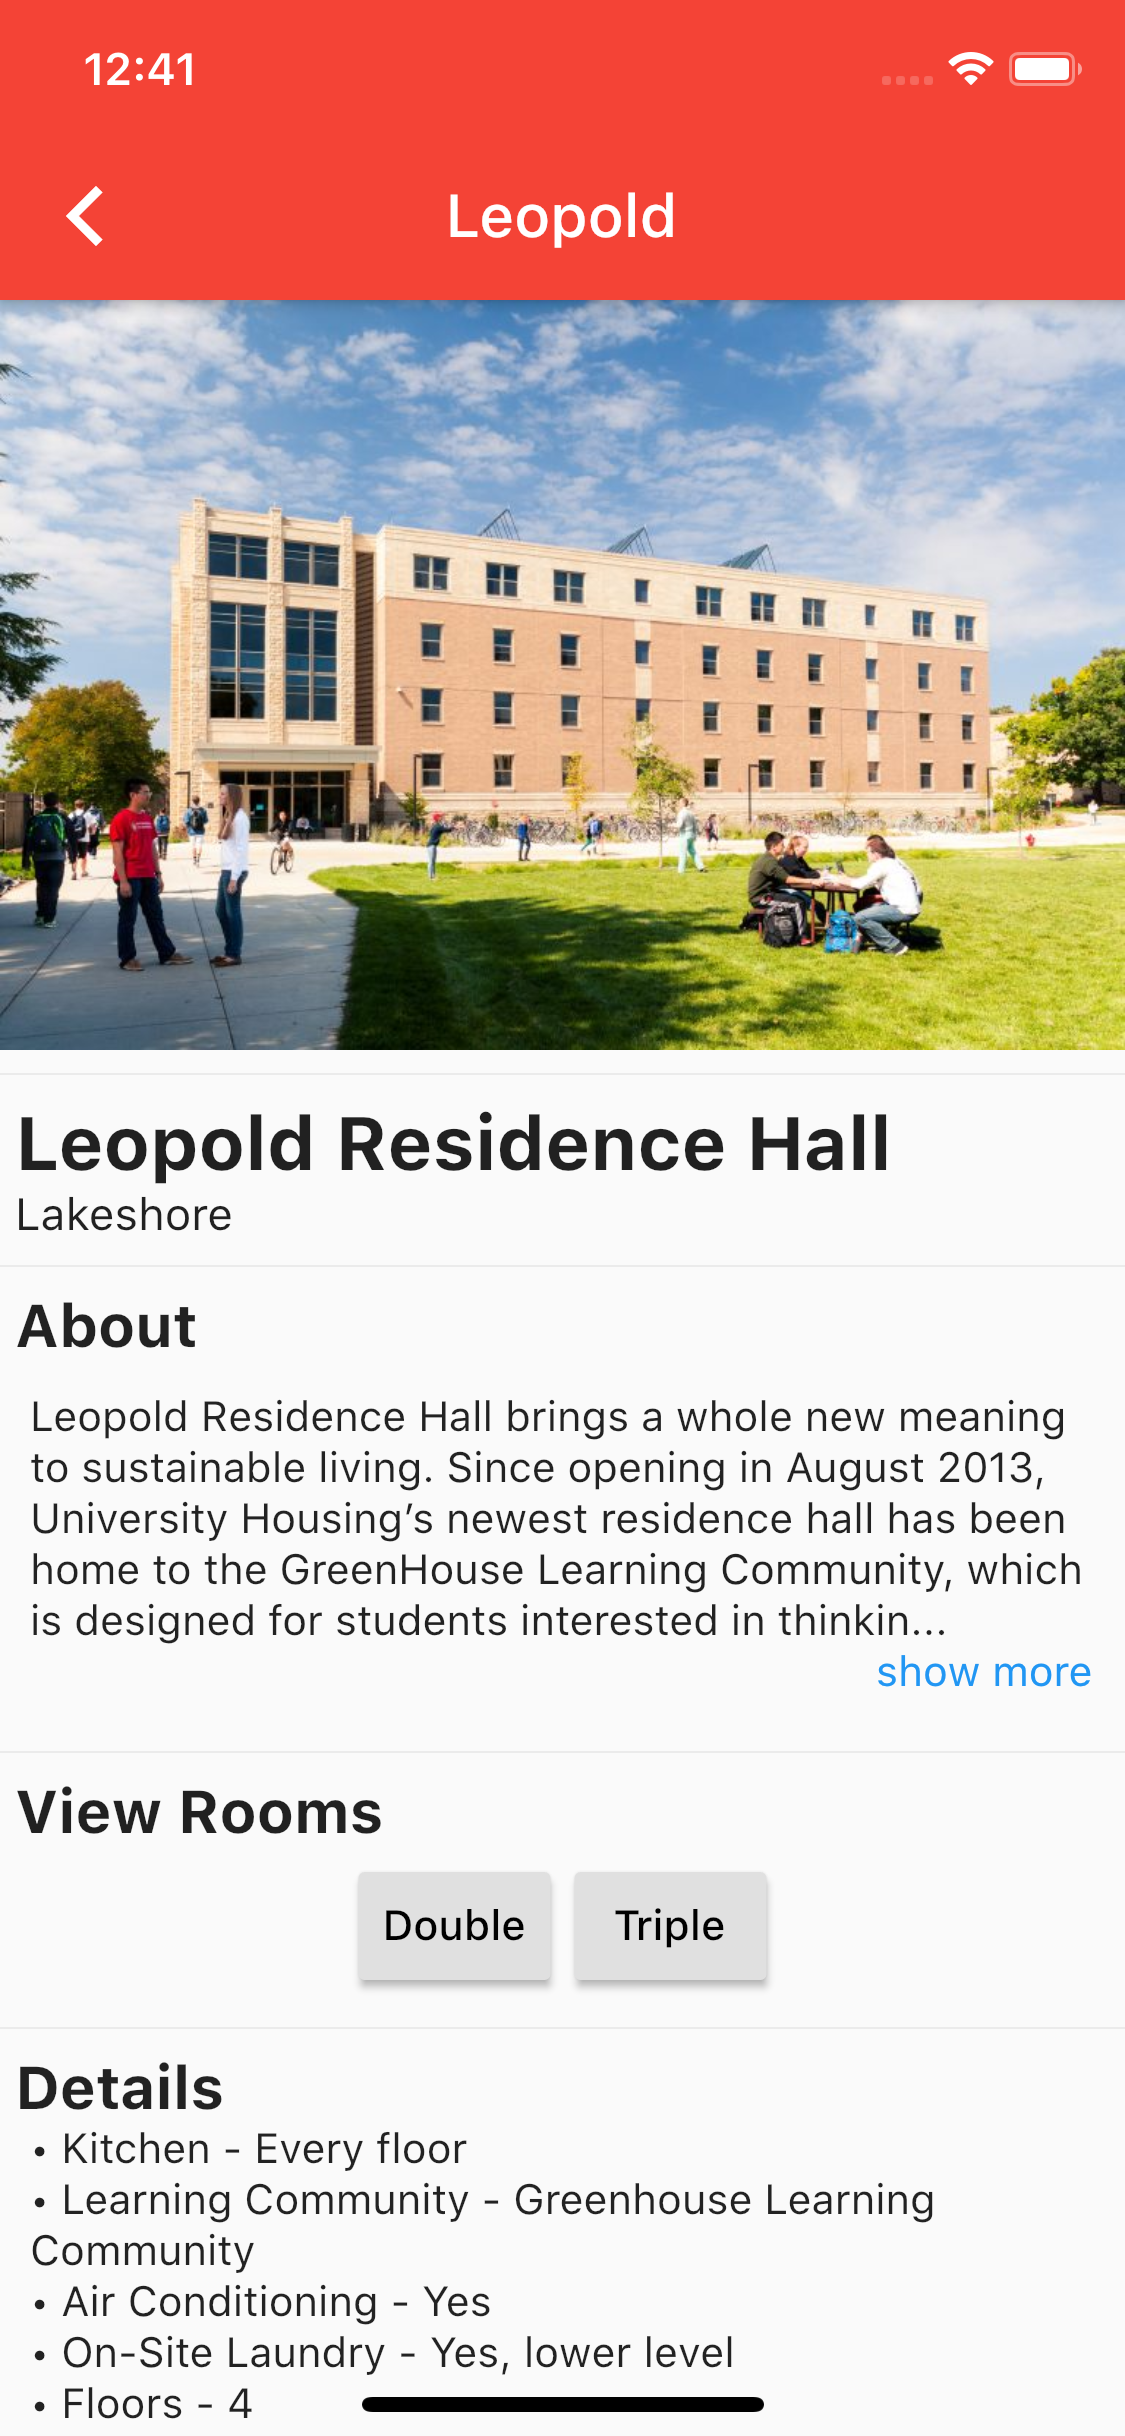 12:41
Leopold
Leopold Residence Hall
Lakeshore
About
Leopold Residence Hall brings a whole new meaning
to sustainable living. Since opening in August 2013,
University Housing’s newest residence hall has been
home to the GreenHouse Learning Community, which
is designed for students interested in thinkin...
show more
View Rooms
Double Triple
Details
• Kitchen - Every floor
• Learning Community - Greenhouse Learning
Community
• Air Conditioning - Yes
• On-Site Laundry - Yes, lower level
• Floors - 4